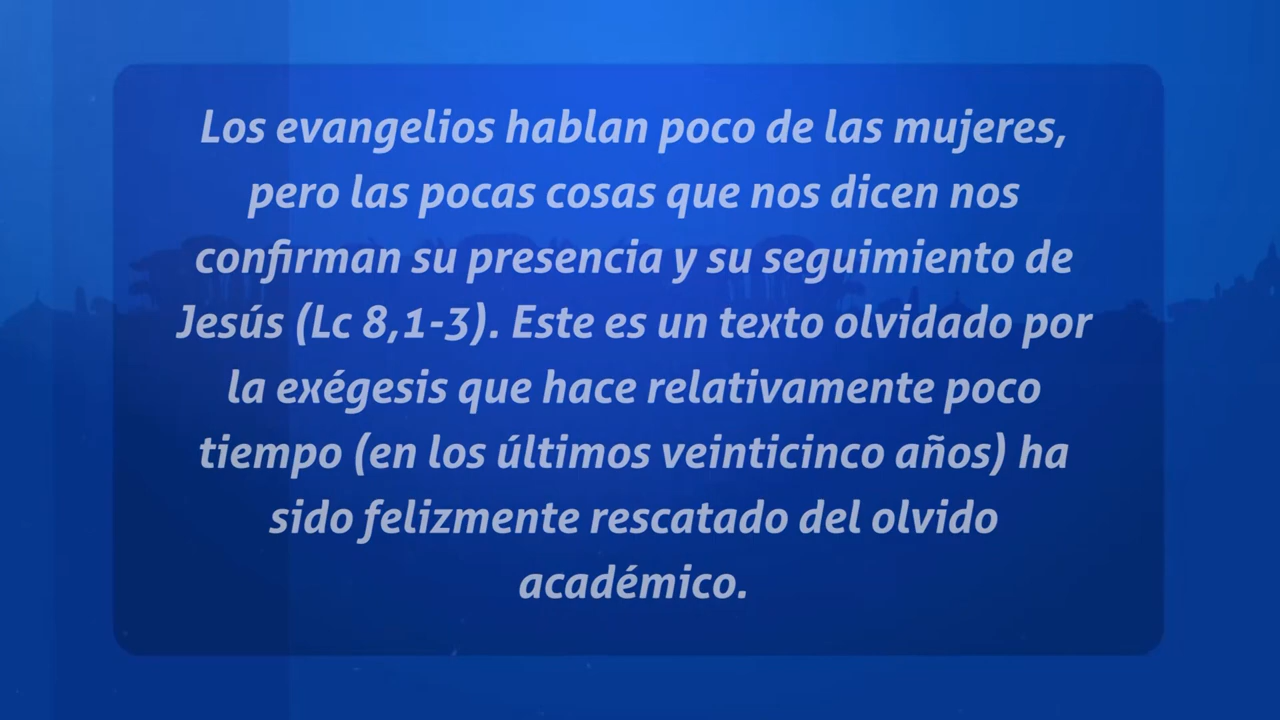 Los evangelios hablan poco de las mujeres,
pero las pocas cosas que nos dicen nos
confirman su presencia y su seguimiento de
Jesús (Lc 8,1-3). Este es un texto olvidado por
la exégesis que hace relativamente poco
tiempo (en los últimos veinticinco años) ha
sido felizmente rescatado del olvido
académico.